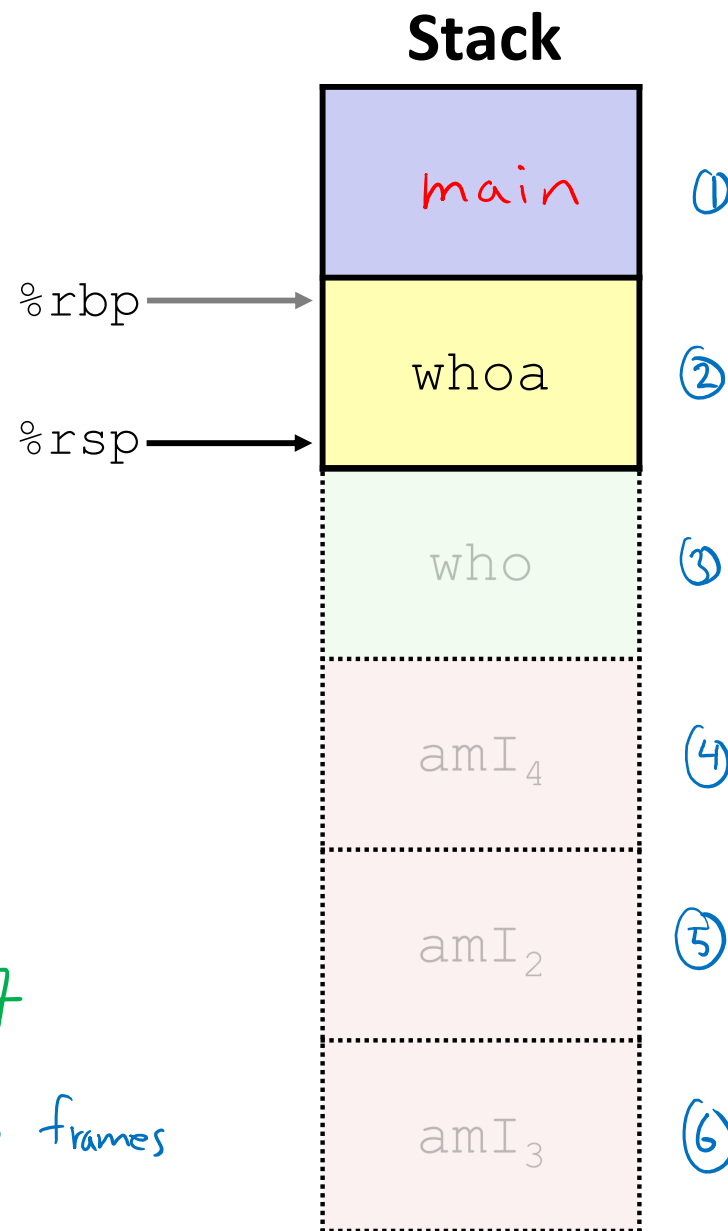 Stack
main ①
%rbp
whoa ②
%rsp
who ③
amI₄ ④
amI₂ ⑤
frames
amI₃ ⑥